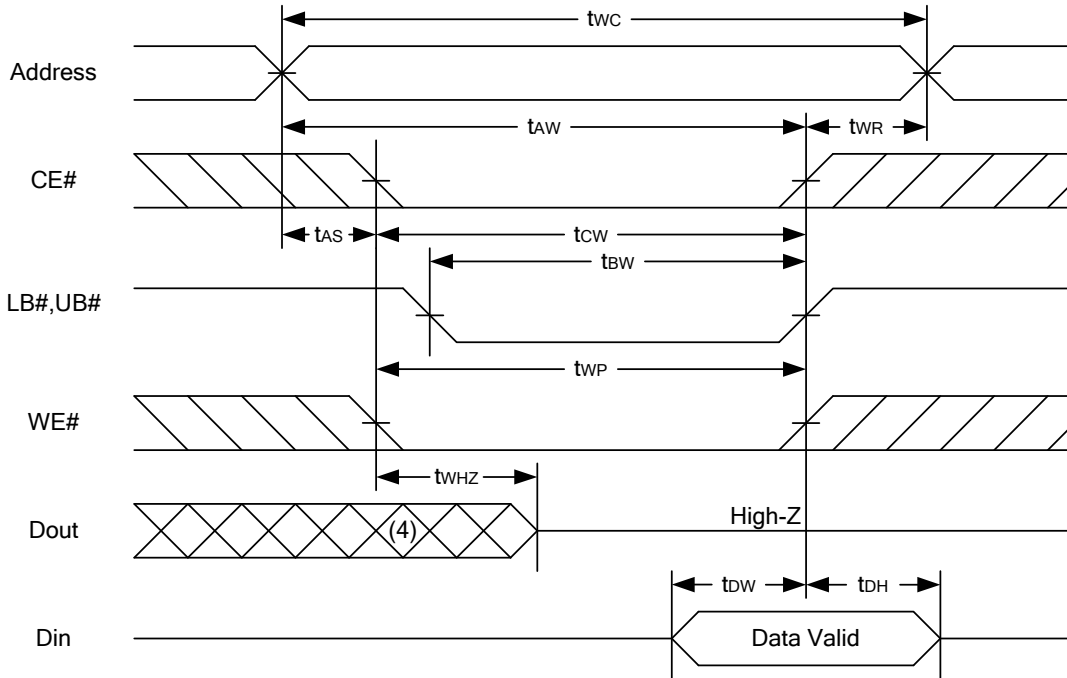 tWC
Address
tAW
tWR
CE#
tAS
tCW
tBW
LB#,UB#
tWP
WE#
tWHZ
Dout
(4)
High-Z
tDW
tDH
Din
Data Valid